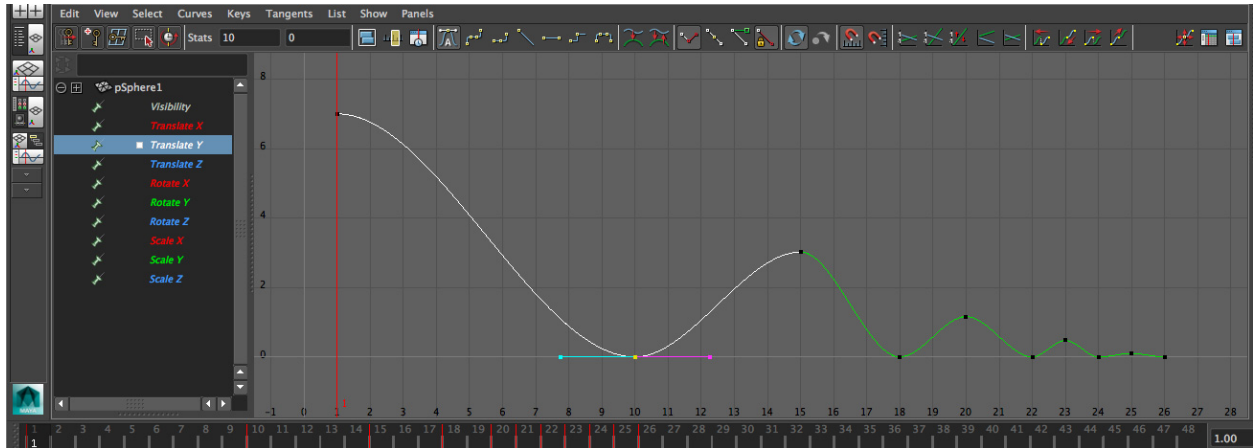 Edit View Select Curves Keys Tangents List Show Panels
Stats 10 0
pSphere1
Visibility
Translate X
Translate Y
Translate Z
Rotate X
Rotate Y
Rotate Z
Scale X
Scale Y
Scale Z
8
6
4
2
0
-1 0 1 2 3 4 5 6 7 8 9 10 11 12 13 14 15 16 17 18 19 20 21 22 23 24 25 26 27 28
1
1 2 3 4 5 6 7 8 9 10 11 12 13 14 15 16 17 18 19 20 21 22 23 24 25 26 27 28 29 30 31 32 33 34 35 36 37 38 39 40 41 42 43 44 45 46 47 48
1 1.00